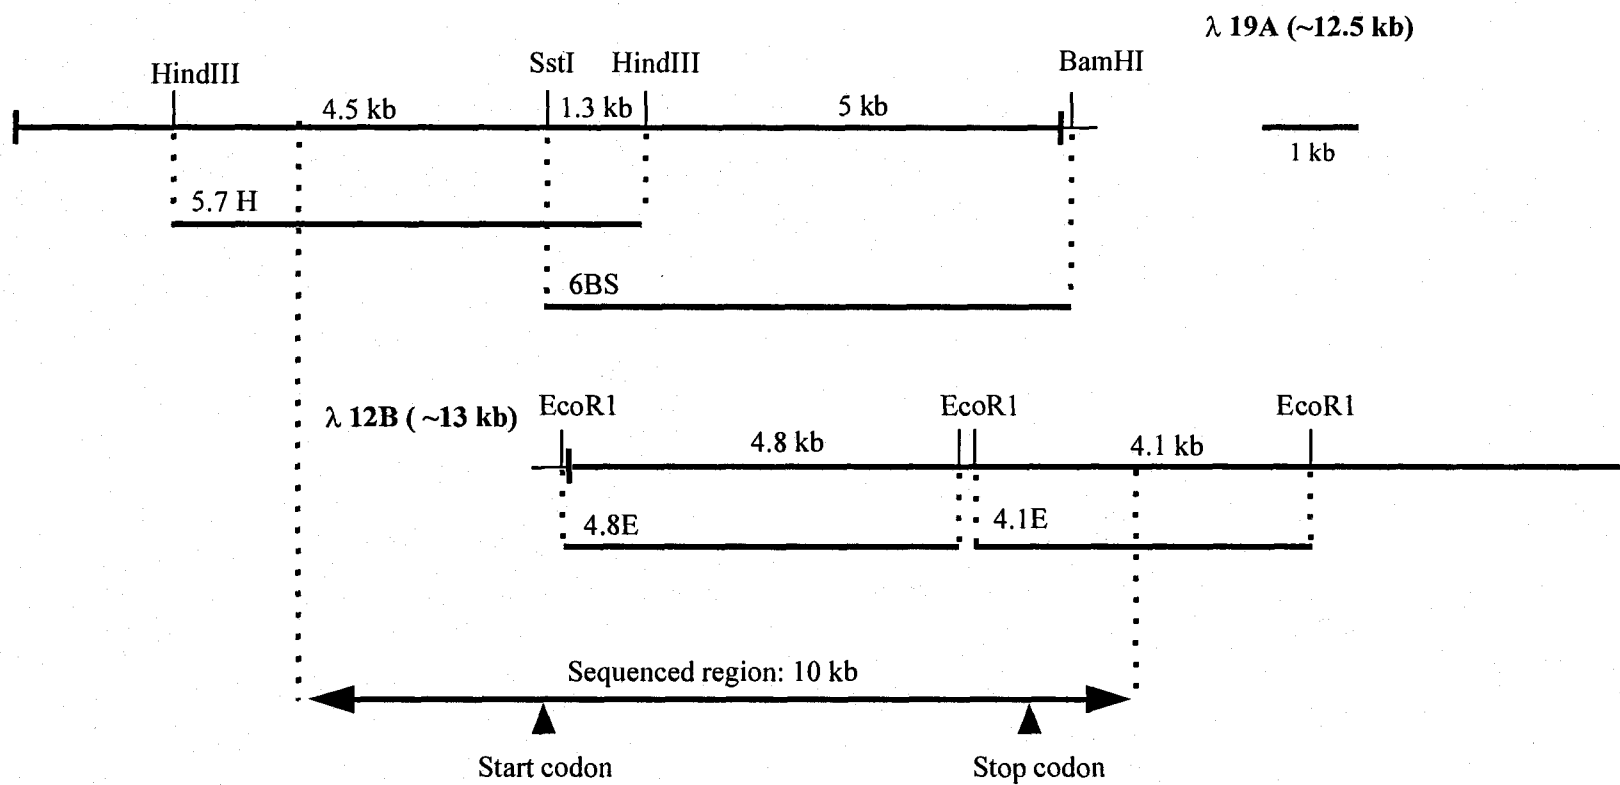 λ 19A (~12.5 kb)
HindIII
SstI
HindIII
BamHI
4.5 kb
1.3 kb
5 kb
1 kb
5.7 H
6BS
λ 12B ( ~13 kb)
EcoR1
EcoR1
EcoR1
4.8 kb
4.1 kb
4.8E
4.1E
Sequenced region: 10 kb
Start codon
Stop codon